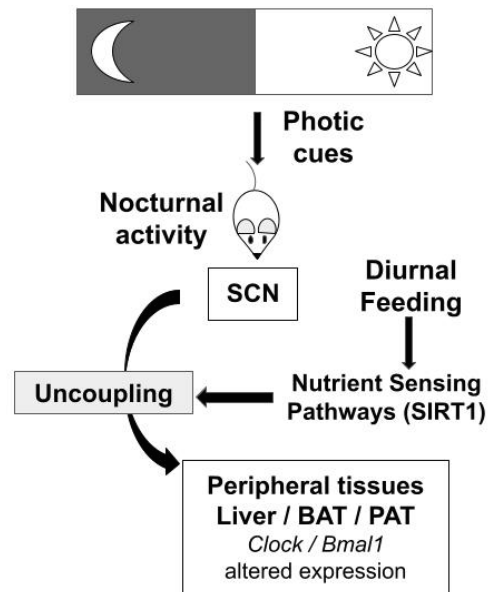 Photic
cues
Nocturnal
activity
SCN
Diurnal
Feeding
Uncoupling
Nutrient Sensing
Pathways (SIRT1)
Peripheral tissues
Liver / BAT / PAT
Clock / Bmal1
altered expression